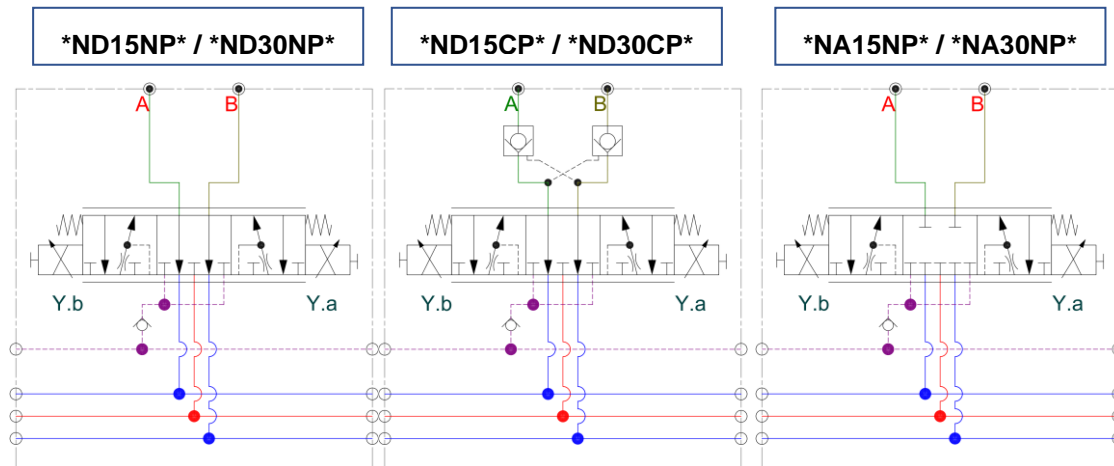 *ND15NP* / *ND30NP*
*ND15CP* / *ND30CP*
*NA15NP* / *NA30NP*
A B
A B
A B
Y.b Y.a
Y.b Y.a
Y.b Y.a